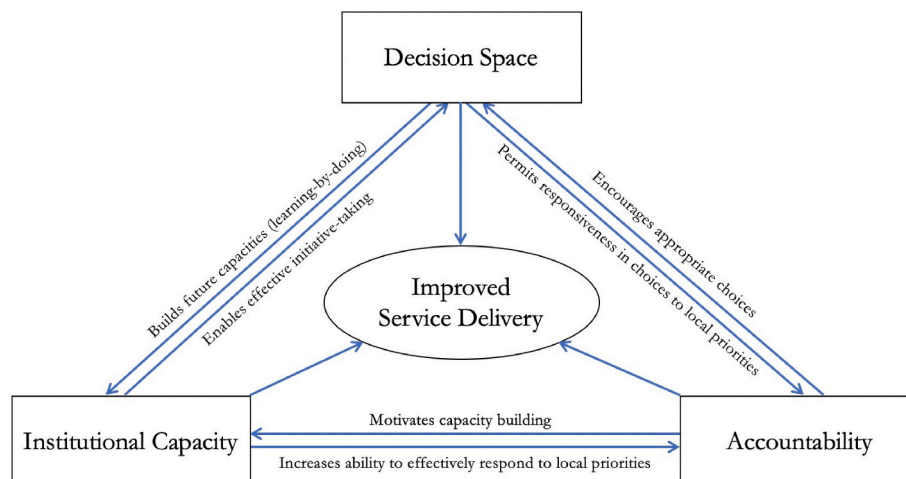 Decision Space
Builds future capacities (learning-by-doing)
Enables effective initiative-taking
Encourages appropriate choices
Permits responsiveness in choices to local priorities
Improved
Service Delivery
Institutional Capacity
Motivates capacity building
Increases ability to effectively respond to local priorities
Accountability